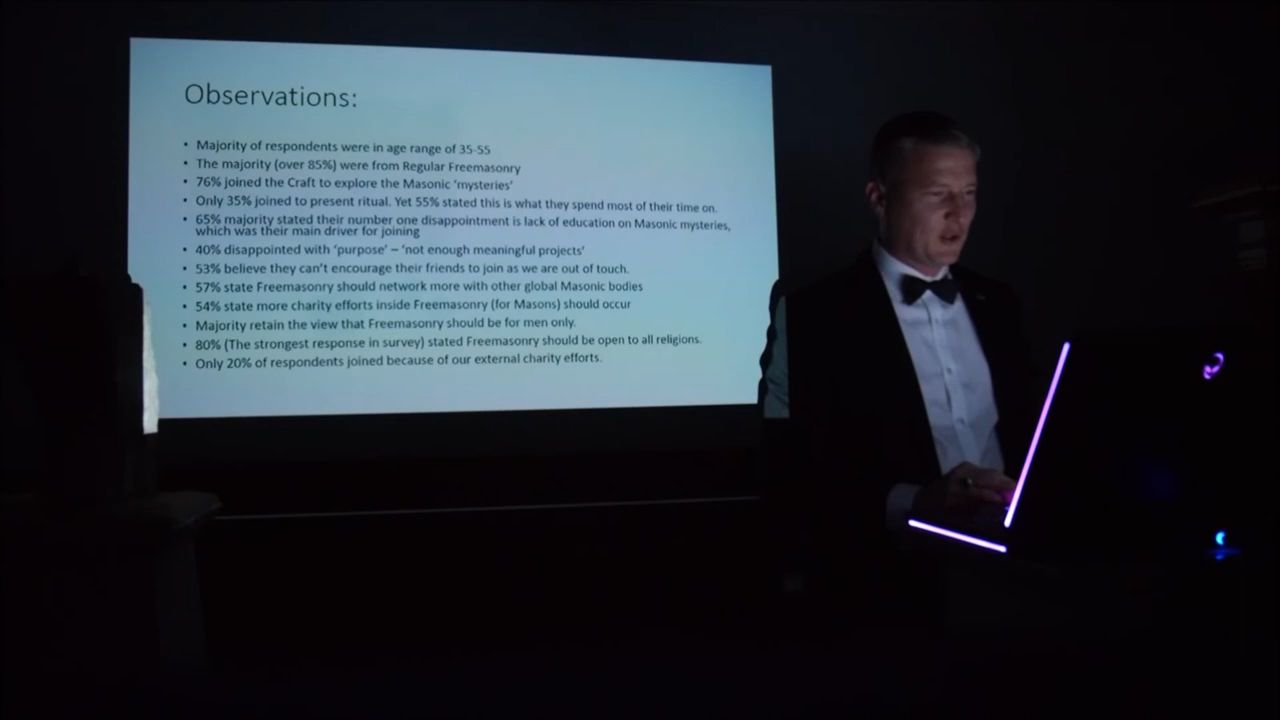 Observations:
• Majority of respondents were in age range of 35-55
• The majority (over 85%) were from Regular Freemasonry
• 76% joined the Craft to explore the Masonic 'mysteries'
• Only 35% joined to present ritual. Yet 55% stated this is what they spend most of their time on.
• 65% majority stated their number one disappointment is lack of education on Masonic mysteries,
which was their main driver for joining
• 40% disappointed with 'purpose' – 'not enough meaningful projects'
• 53% believe they can't encourage their friends to join as we are out of touch.
• 57% state Freemasonry should network more with other global Masonic bodies
• 54% state more charity efforts inside Freemasonry (for Masons) should occur
• Majority retain the view that Freemasonry should be for men only.
• 80% (The strongest response in survey) stated Freemasonry should be open to all religions.
• Only 20% of respondents joined because of our external charity efforts.